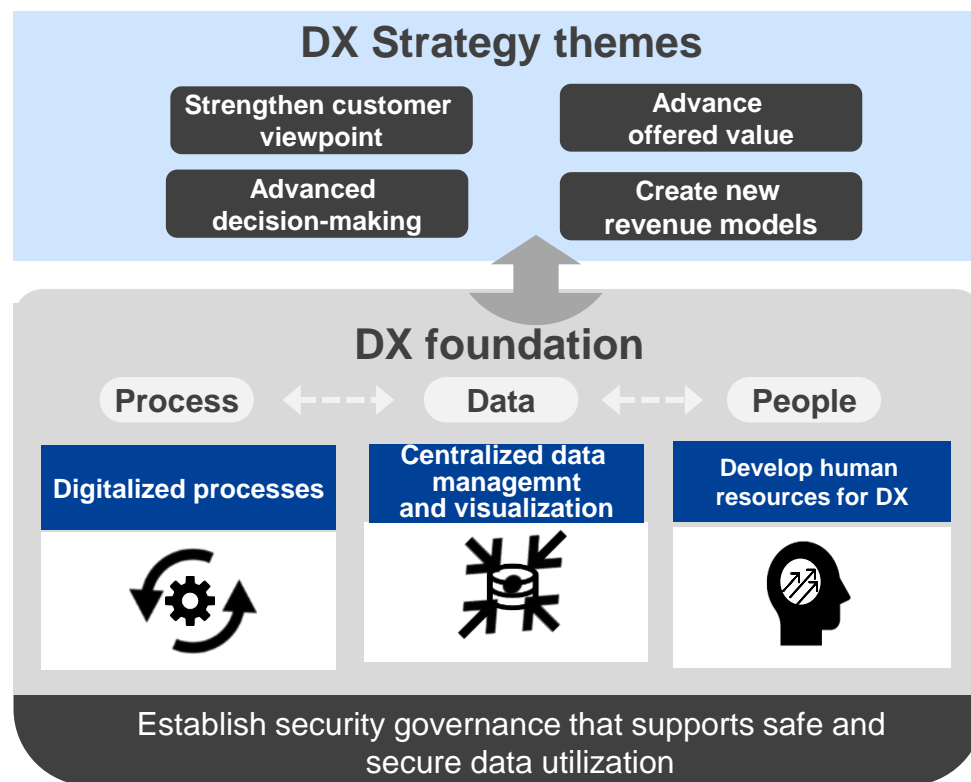 DX Strategy themes
Strengthen customer
viewpoint
Advance
offered value
Advanced
decision-making
Create new
revenue models
DX foundation
Process
Data
People
Digitalized processes
Centralized data
managemnt
and visualization
Develop human
resources for DX
Establish security governance that supports safe and
secure data utilization